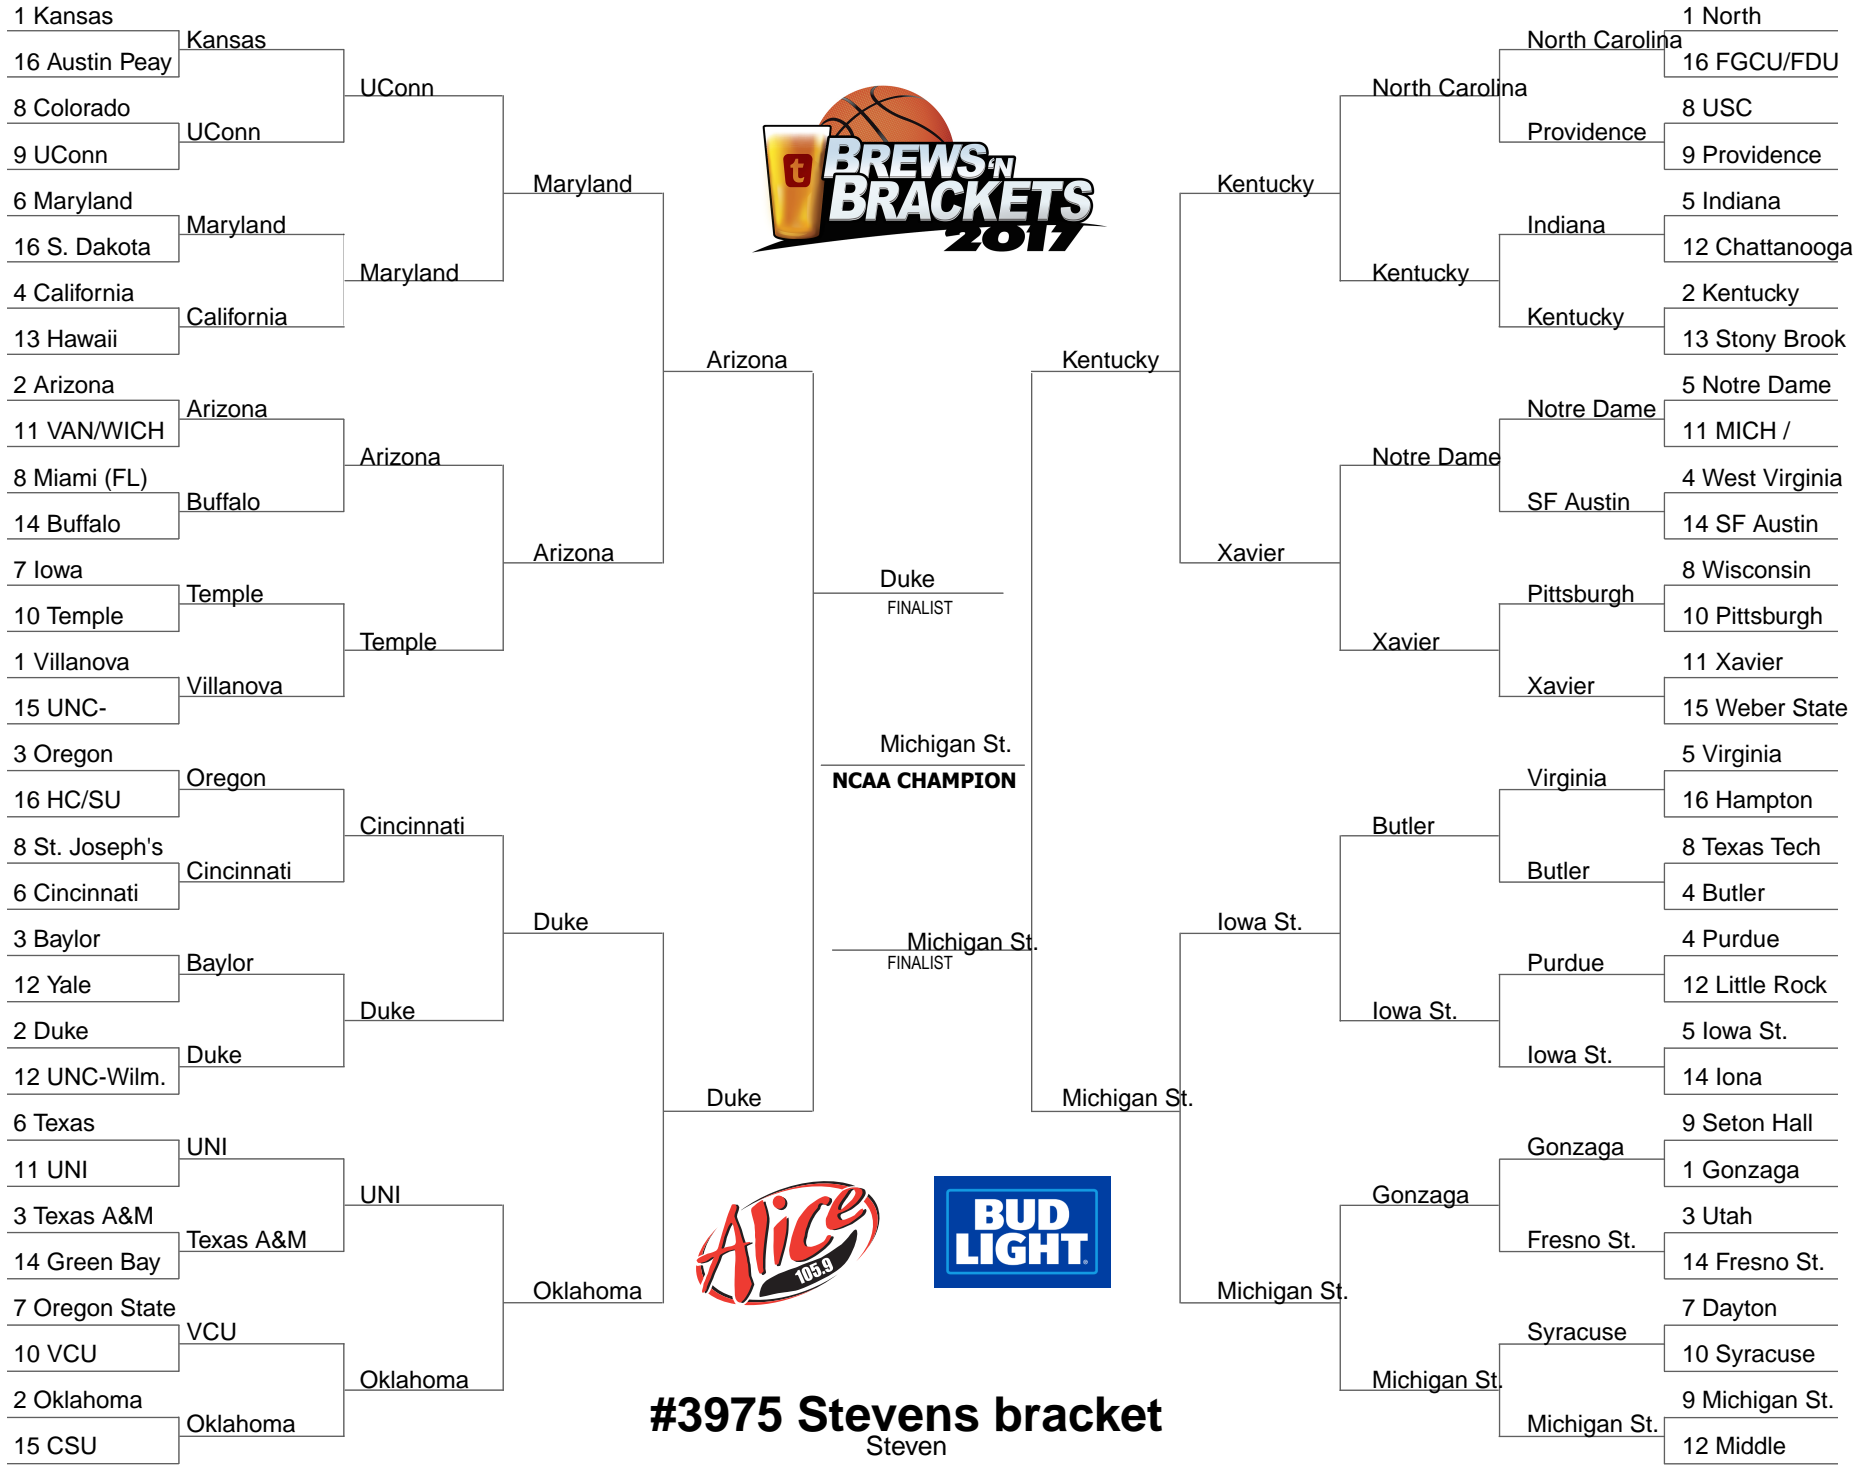 1 Kansas
16 Austin Peay
8 Colorado
9 UConn
6 Maryland
16 S. Dakota
4 California
13 Hawaii
2 Arizona
11 VAN/WICH
8 Miami (FL)
14 Buffalo
7 Iowa
10 Temple
1 Villanova
15 UNC-
3 Oregon
16 HC/SU
8 St. Joseph's
6 Cincinnati
3 Baylor
12 Yale
2 Duke
12 UNC-Wilm.
6 Texas
11 UNI
3 Texas A&M
14 Green Bay
7 Oregon State
10 VCU
2 Oklahoma
15 CSU
Kansas
UConn
Maryland
California
Arizona
Buffalo
Temple
Villanova
Oregon
Cincinnati
Baylor
Duke
UNI
Texas A&M
VCU
Oklahoma
UConn
Maryland
Arizona
Temple
Cincinnati
Duke
UNI
Oklahoma
Maryland
Arizona
Duke
Oklahoma
Arizona
Duke
t
BREWS 'N
BRACKETS
2017
Duke
FINALIST
Michigan St.
NCAA CHAMPION
Michigan St.
FINALIST
Alice
105.9
BUD
LIGHT
#3975 Stevens bracket
Steven
Kentucky
Michigan St.
Kentucky
Xavier
Iowa St.
Michigan St.
North Carolina
Kentucky
Notre Dame
Xavier
Butler
Iowa St.
Gonzaga
Michigan St.
North Carolina
Providence
Indiana
Kentucky
Notre Dame
SF Austin
Pittsburgh
Xavier
Virginia
Butler
Purdue
Iowa St.
Gonzaga
Fresno St.
Syracuse
Michigan St.
1 North
16 FGCU/FDU
8 USC
9 Providence
5 Indiana
12 Chattanooga
2 Kentucky
13 Stony Brook
5 Notre Dame
11 MICH /
4 West Virginia
14 SF Austin
8 Wisconsin
10 Pittsburgh
11 Xavier
15 Weber State
5 Virginia
16 Hampton
8 Texas Tech
4 Butler
4 Purdue
12 Little Rock
5 Iowa St.
14 Iona
9 Seton Hall
1 Gonzaga
3 Utah
14 Fresno St.
7 Dayton
10 Syracuse
9 Michigan St.
12 Middle